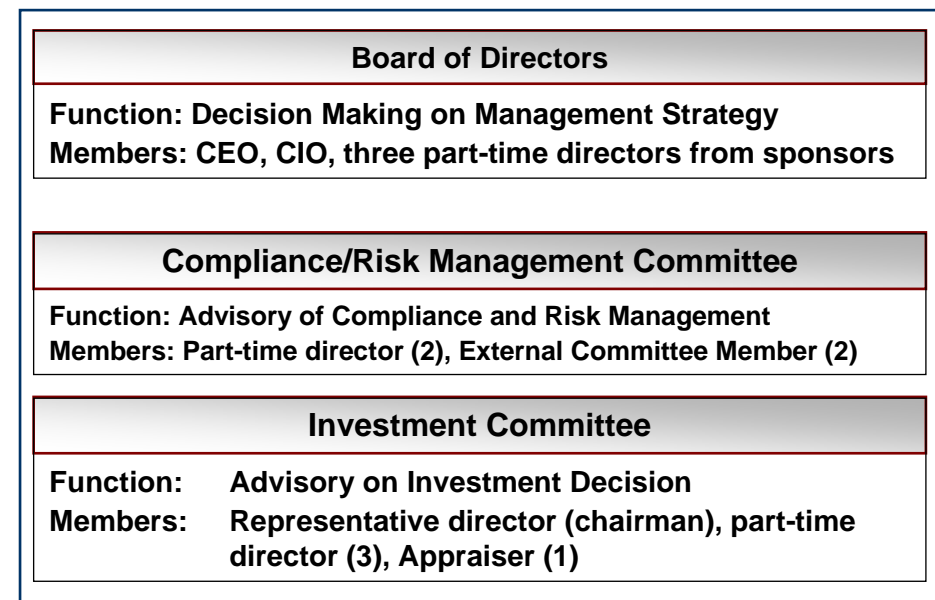 Board of Directors
Function: Decision Making on Management Strategy
Members: CEO, CIO, three part-time directors from sponsors
Compliance/Risk Management Committee
Function: Advisory of Compliance and Risk Management
Members: Part-time director (2), External Committee Member (2)
Investment Committee
Function: Advisory on Investment Decision
Members: Representative director (chairman), part-time
director (3), Appraiser (1)